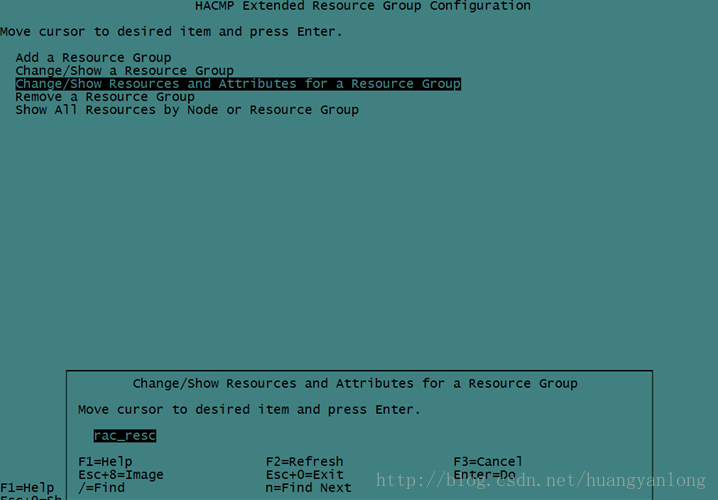 HACMP Extended Resource Group Configuration
Move cursor to desired item and press Enter.
Add a Resource Group
Change/Show a Resource Group
Change/Show Resources and Attributes for a Resource Group
Remove a Resource Group
Show All Resources by Node or Resource Group
Change/Show Resources and Attributes for a Resource Group
Move cursor to desired item and press Enter.
rac_resc
F1=Help F2=Refresh F3=Cancel
Esc+8=Image Esc+0=Exit Enter=Do
F1=Help /=Find n=Find Next
Esc+9=Sh
http://blog.csdn.net/huangyanlong